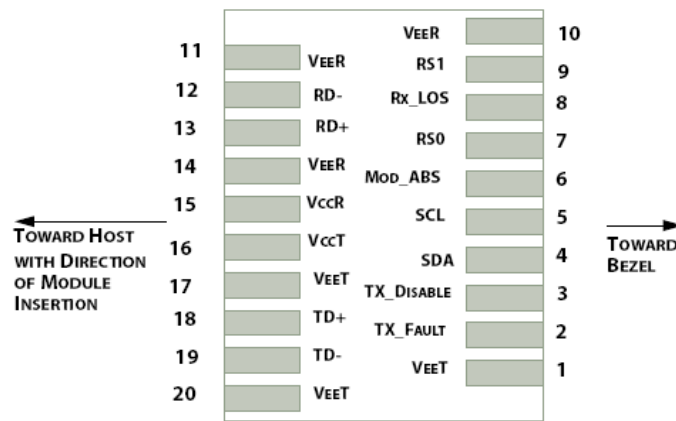 11 VEER
12 RD-
13 RD+
14 VEER
15 VCCR
16 VCCT
17 VEET
18 TD+
19 TD-
20 VEET
VEER 10
RS1 9
RX_LOS 8
RS0 7
MOD_ABS 6
SCL 5
SDA 4
TX_DISABLE 3
TX_FAULT 2
VEET 1
TOWARD HOST
WITH DIRECTION
OF MODULE
INSERTION
TOWARD
BEZEL